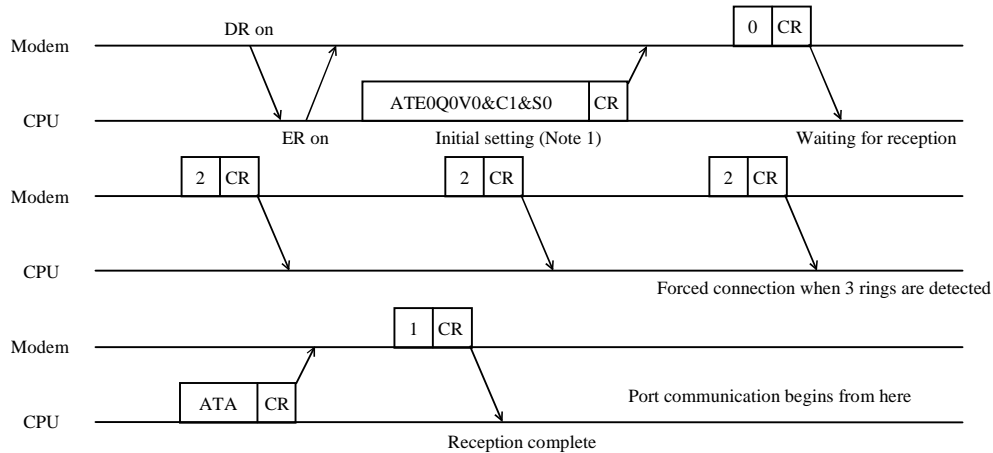 DR on
Modem
0 CR
ATE0Q0V0&C1&S0 CR
CPU
ER on
Initial setting (Note 1)
Waiting for reception
2 CR
2 CR
2 CR
Modem
CPU
Forced connection when 3 rings are detected
1 CR
Modem
ATA CR
Port communication begins from here
CPU
Reception complete